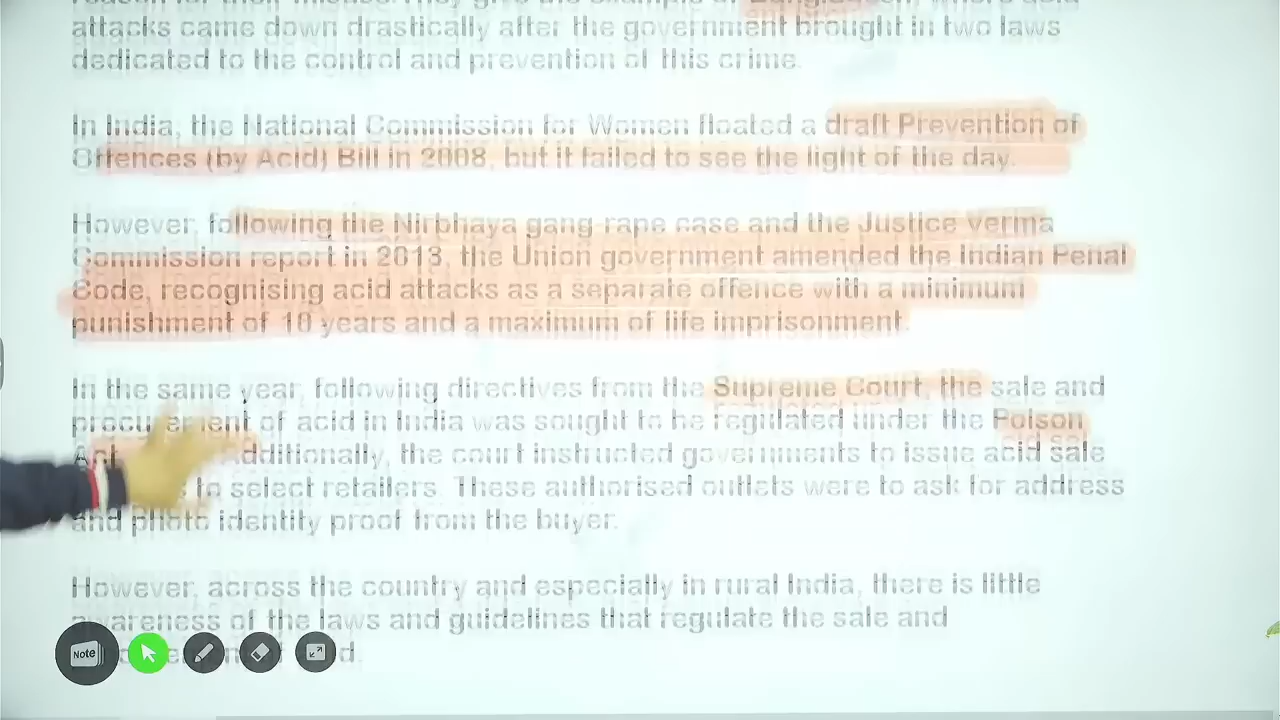 attacks came down drastically after the government brought in two laws
dedicated to the control and prevention of this crime.
In India, the National Commission for Women floated a draft Prevention of
Offences (by Acid) Bill in 2008, but it failed to see the light of the day.
However, following the Nirbhaya gang-rape case and the Justice Verma
Commission report in 2013, the Union government amended the Indian Penal
Code, recognising acid attacks as a separate offence with a minimum
punishment of 10 years and a maximum of life imprisonment.
In the same year, following directives from the Supreme Court, the sale and
procurement of acid in India was sought to be regulated under the Poison
Additionally, the court instructed governments to issue acid sale
to select retailers. These authorised outlets were to ask for address
and photo identity proof from the buyer.
However, across the country and especially in rural India, there is little
awareness of the laws and guidelines that regulate the sale and
Note